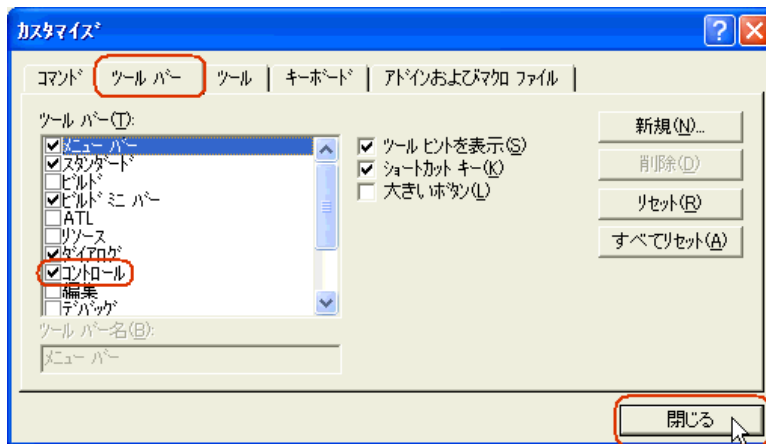 カスタマイズ
コマンド ツール バー ツール キーボード アドインおよびマクロ ファイル
ツール バー(T):
メニュー バー
スタンダード
ビルド
ビルド ミニ バー
ATL
リソース
ダイアログ
コントロール
編集
デバッグ
ツール バー名(B):
メニュー バー
ツール ヒントを表示(S)
ショートカット キー(K)
大きいボタン(L)
新規(N)...
削除(D)
リセット(R)
すべてリセット(A)
閉じる